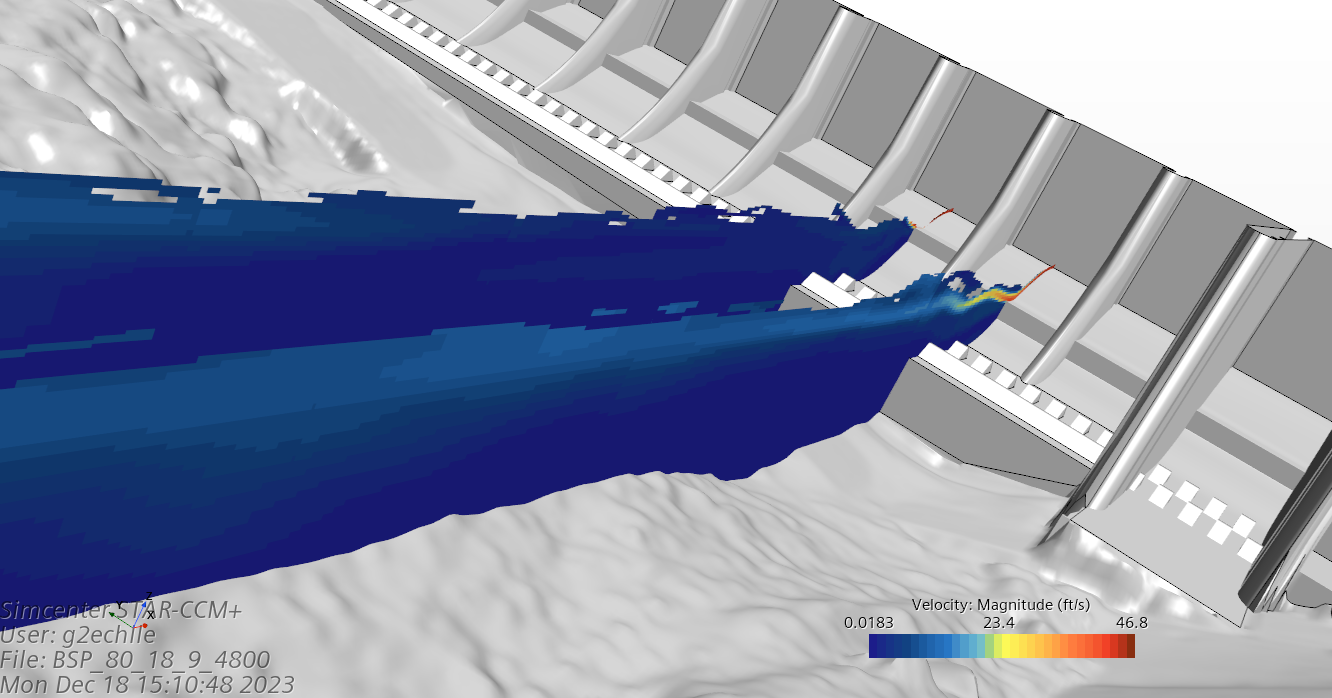 Velocity: Magnitude (ft/s)
0.0183 23.4 46.8
Z
Y
X
Simcenter STAR-CCM+
User: g2echlle
File: BSP_80_18_9_4800
Mon Dec 18 15:10:48 2023